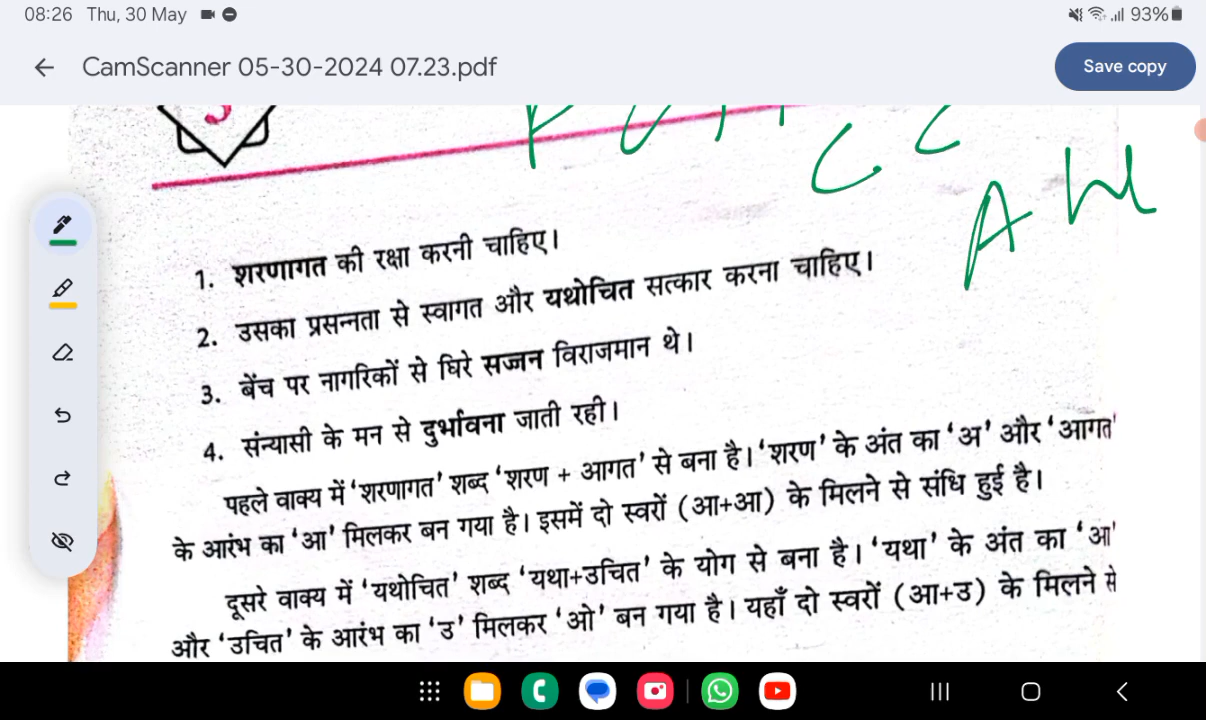 08:26 Thu, 30 May 93%
CamScanner 05-30-2024 07.23.pdf
Save copy
C C
A W
1. शरणागत की रक्षा करनी चाहिए।
2. उसका प्रसन्नता से स्वागत और यथोचित सत्कार करना चाहिए।
3. बेंच पर नागरिकों से घिरे सज्जन विराजमान थे।
4. संन्यासी के मन से दुर्भावना जाती रही।
पहले वाक्य में 'शरणागत' शब्द 'शरण + आगत' से बना है। 'शरण' के अंत का 'अ' और 'आगत'
के आरंभ का 'आ' मिलकर बन गया है। इसमें दो स्वरों (आ+आ) के मिलने से संधि हुई है।
दूसरे वाक्य में 'यथोचित' शब्द 'यथा+उचित' के योग से बना है। 'यथा' के अंत का 'आ'
और 'उचित' के आरंभ का 'उ' मिलकर 'ओ' बन गया है। यहाँ दो स्वरों (आ+उ) के मिलने से